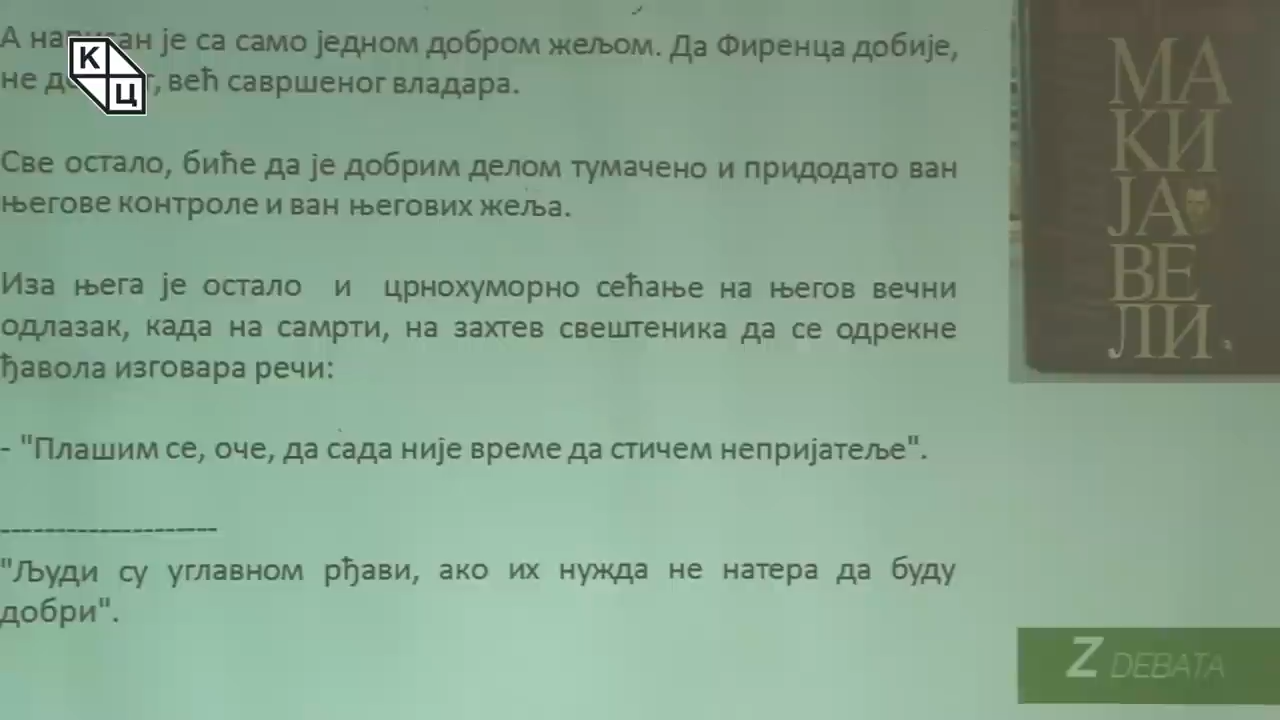 А написан је са само једном добром жељом. Да Фиренца добије,
не , већ савршеног владара.
Све остало, биће да је добрим делом тумачено и придодато ван
његове контроле и ван његових жеља.
Иза њега је остало и црнохуморно сећање на његов вечни
одлазак, када на самрти, на захтев свештеника да се одрекне
ђавола изговара речи:
- "Плашим се, оче, да сада није време да стичем непријатеље".
--------------------
"Људи су углавном рђави, ако их нужда не натера да буду
добри".
К
Ц
МА
КИ
ЈА
ВЕ
ЛИ
Z DEBATA